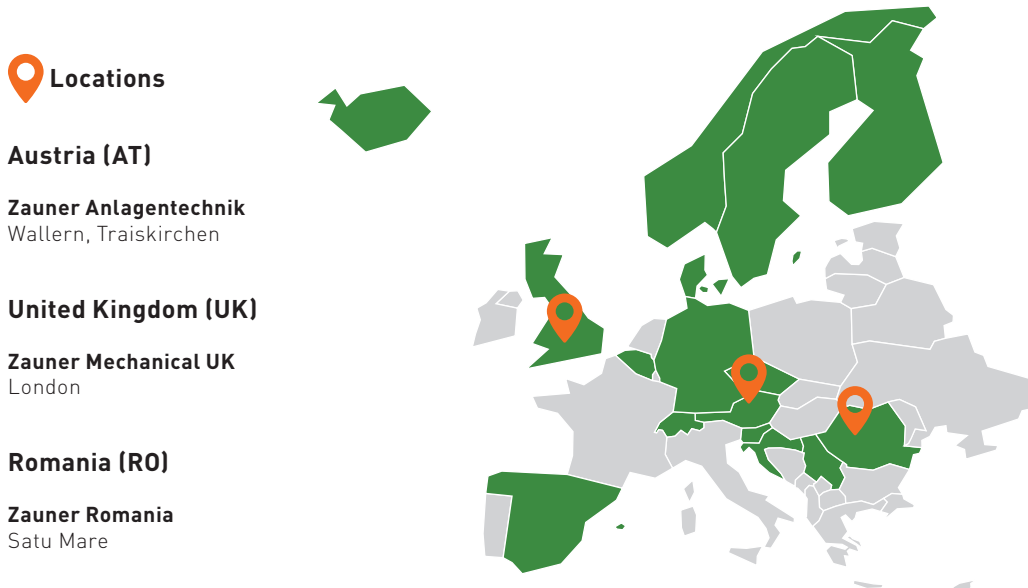 Locations
Austria (AT)
Zauner Anlagentechnik
Wallern, Traiskirchen
United Kingdom (UK)
Zauner Mechanical UK
London
Romania (RO)
Zauner Romania
Satu Mare